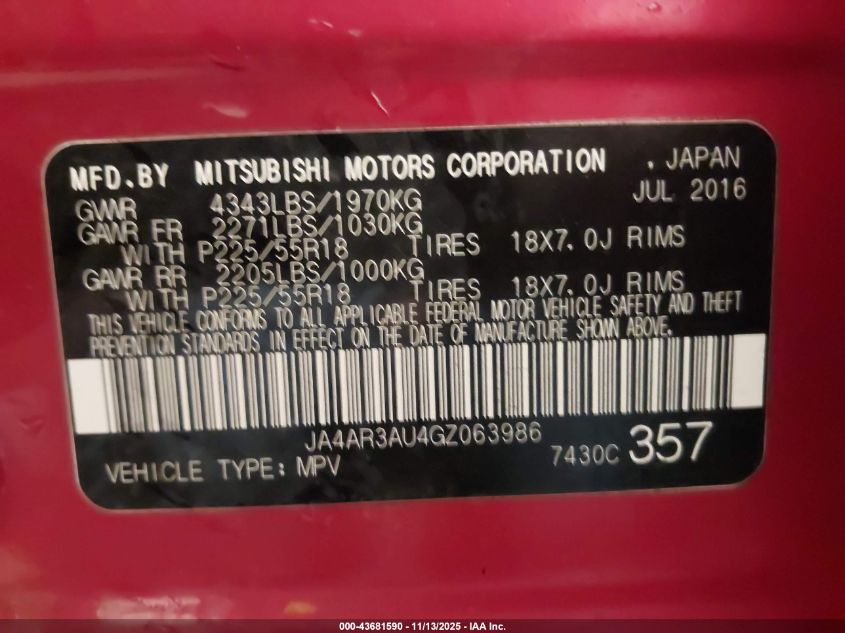 MFD.BY MITSUBISHI MOTORS CORPORATION . JAPAN
JUL 2016
GVWR 4343LBS/1970KG
GAWR FR 2271LBS/1030KG
WITH P225/55R18 TIRES 18X7.0J RIMS
GAWR RR 2205LBS/1000KG
WITH P225/55R18 TIRES 18X7.0J RIMS
THIS VEHICLE CONFORMS TO ALL APPLICABLE FEDERAL MOTOR VEHICLE SAFETY AND THEFT
PREVENTION STANDARDS IN EFFECT ON THE DATE OF MANUFACTURE SHOWN ABOVE.
JA4AR3AU4GZ063986
7430C 357
VEHICLE TYPE: MPV
000-43681590 - 11/13/2025 - IAA Inc.